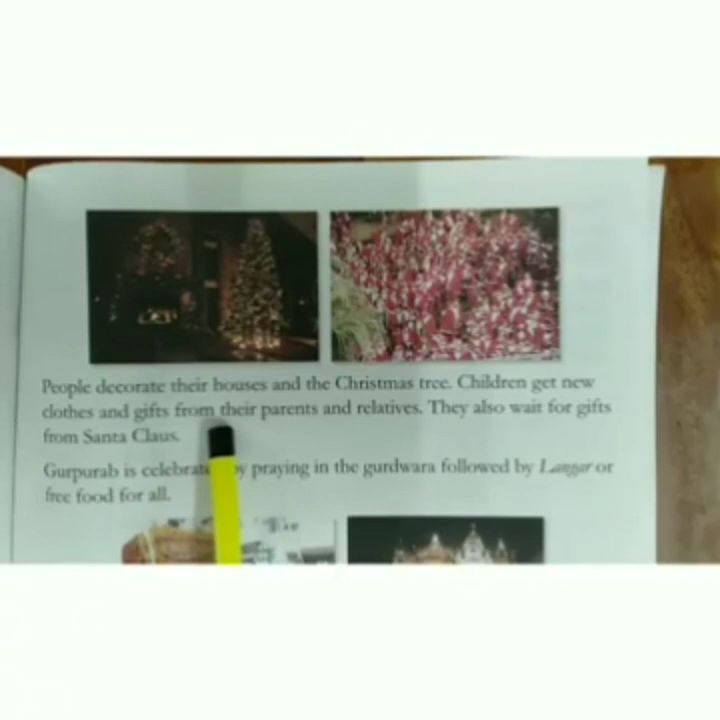 People decorate their houses and the Christmas tree. Children get new
clothes and gifts from their parents and relatives. They also wait for gifts
from Santa Claus.
Gurpurab is celebrated by praying in the gurdwara followed by Langar or
free food for all.